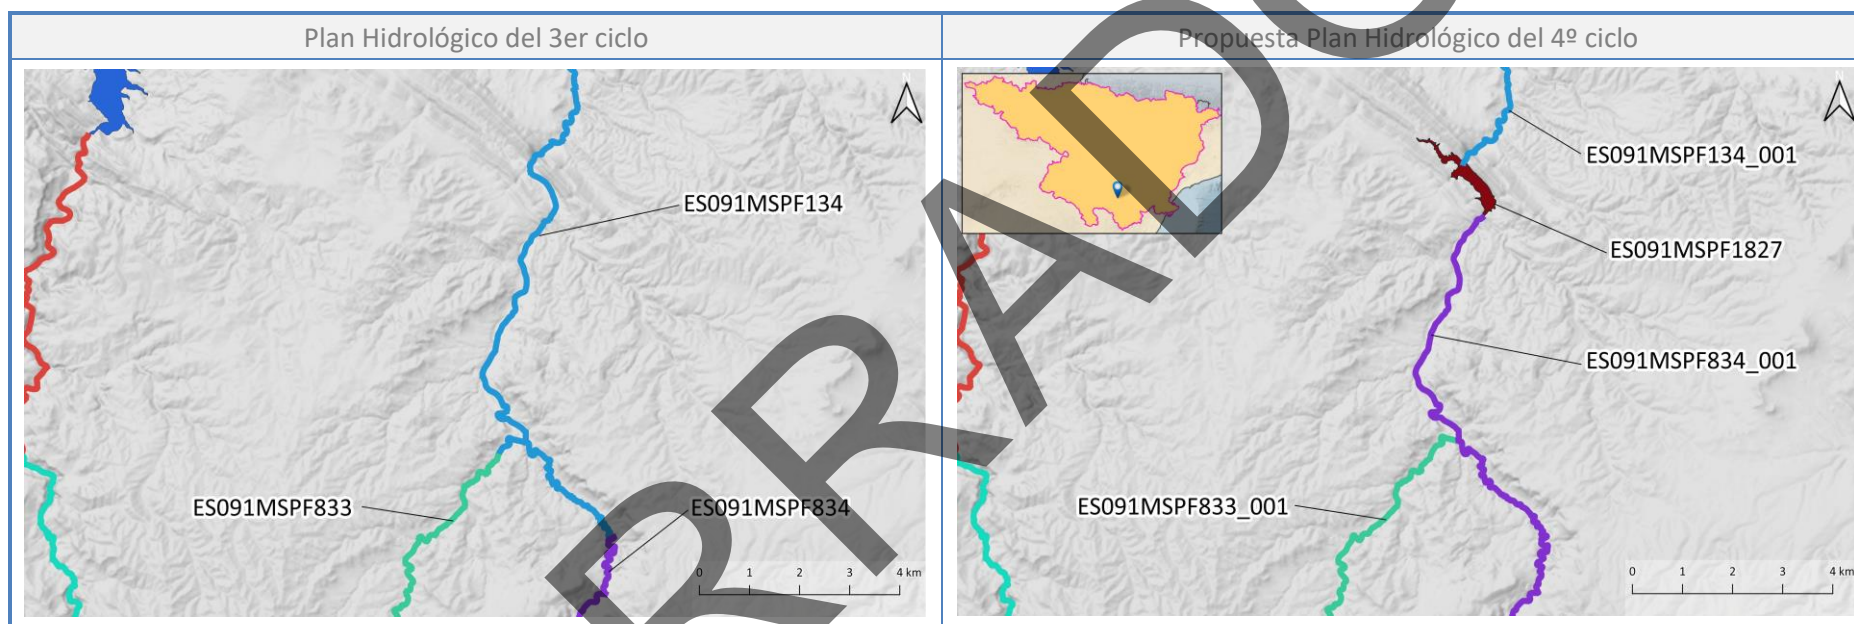 Plan Hidrológico del 3er ciclo
Propuesta Plan Hidrológico del 4º ciclo
N
ES091MSPF134
ES091MSPF833
ES091MSPF834
0 1 2 3 4 km
N
ES091MSPF134_001
ES091MSPF1827
ES091MSPF834_001
ES091MSPF833_001
0 1 2 3 4 km
RRADO